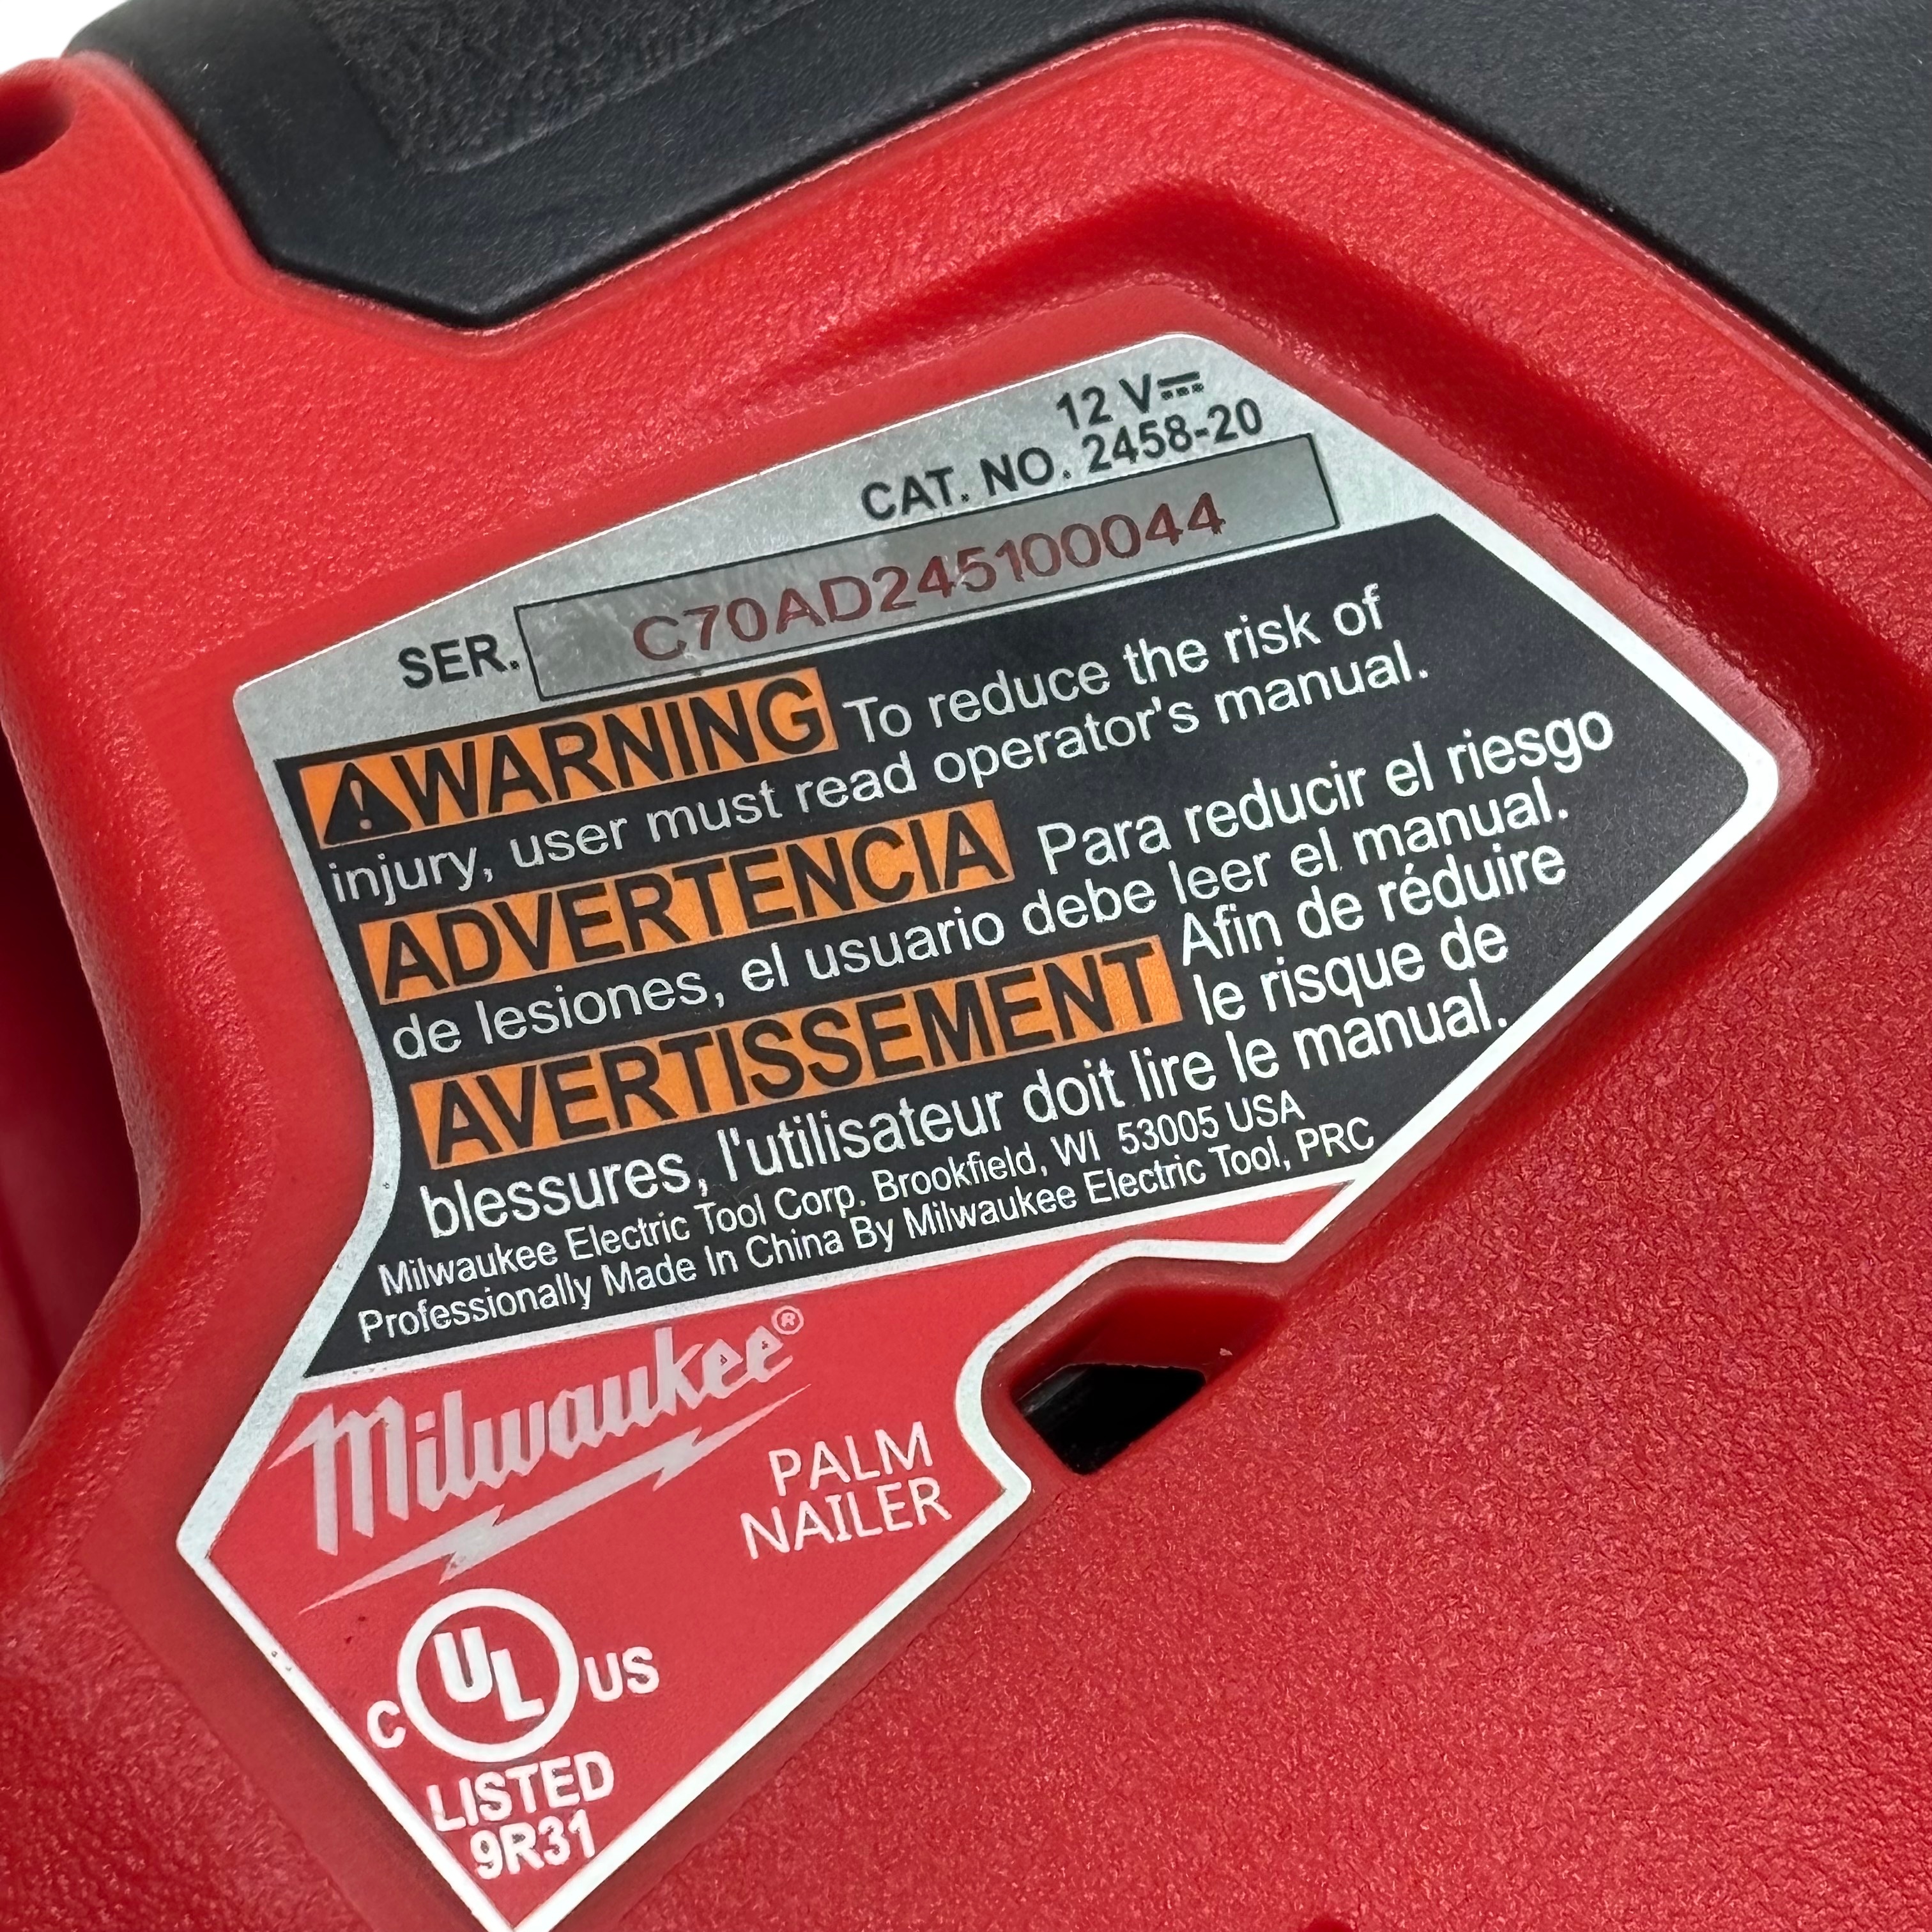 12 V⎓
CAT. NO. 2458-20
SER. C70AD245100044
WARNING To reduce the risk of
injury, user must read operator's manual.
ADVERTENCIA Para reducir el riesgo
de lesiones, el usuario debe leer el manual.
AVERTISSEMENT Afin de réduire
le risque de
blessures, l'utilisateur doit lire le manual.
Milwaukee Electric Tool Corp. Brookfield, WI 53005 USA
Professionally Made In China By Milwaukee Electric Tool, PRC
Milwaukee®
PALM
NAILER
C UL US
LISTED
9R31